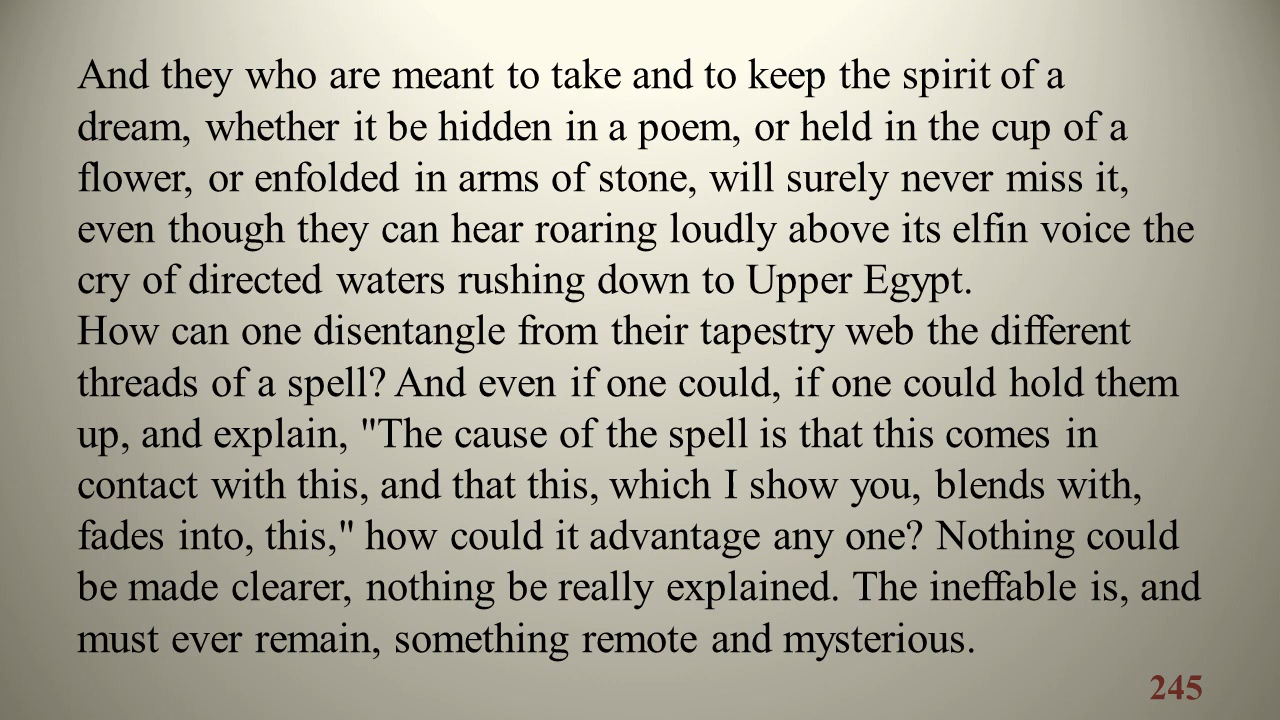 And they who are meant to take and to keep the spirit of a
dream, whether it be hidden in a poem, or held in the cup of a
flower, or enfolded in arms of stone, will surely never miss it,
even though they can hear roaring loudly above its elfin voice the
cry of directed waters rushing down to Upper Egypt.
How can one disentangle from their tapestry web the different
threads of a spell? And even if one could, if one could hold them
up, and explain, "The cause of the spell is that this comes in
contact with this, and that this, which I show you, blends with,
fades into, this," how could it advantage any one? Nothing could
be made clearer, nothing be really explained. The ineffable is, and
must ever remain, something remote and mysterious.
245